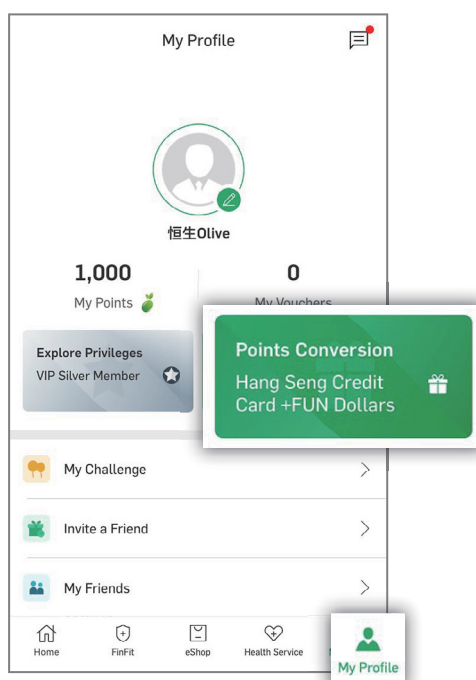 My Profile
恒生Olive
1,000
My Points
0
My Vouchers
Explore Privileges
VIP Silver Member
Points Conversion
Hang Seng Credit
Card +FUN Dollars
My Challenge
Invite a Friend
My Friends
Home
FinFit
eShop
Health Service
My Profile